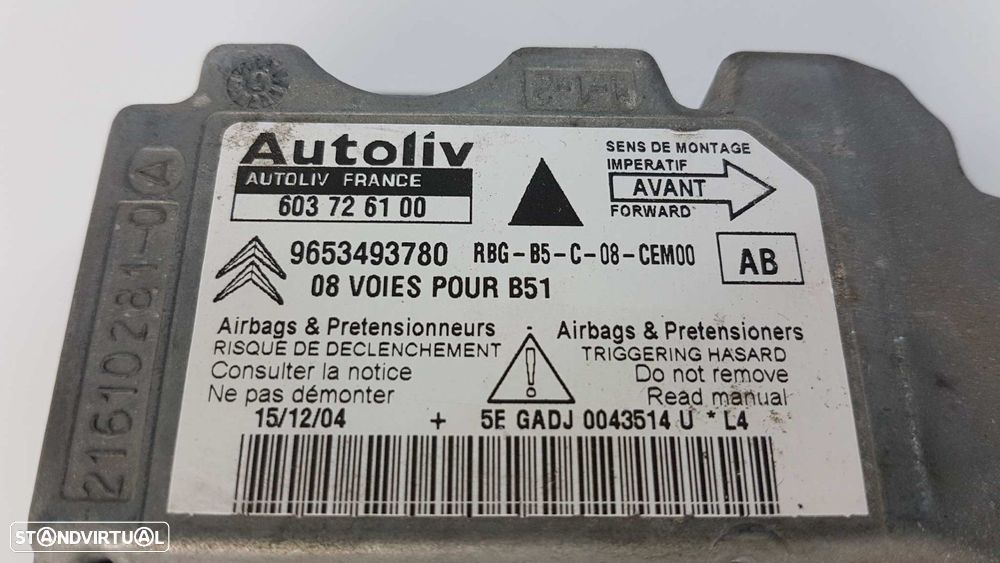 Autoliv
AUTOLIV FRANCE
603 72 61 00
SENS DE MONTAGE
IMPERATIF
AVANT
FORWARD
9653493780 RBG-B5-C-08-CEM00
AB
08 VOIES POUR B51
Airbags & Pretensionneurs
RISQUE DE DECLENCHEMENT
Consulter la notice
Ne pas démonter
Airbags & Pretensioners
TRIGGERING HASARD
Do not remove
Read manual
15/12/04 + 5E GADJ 0043514 U * L4
21610281-0 A
STANDVIRTUAL